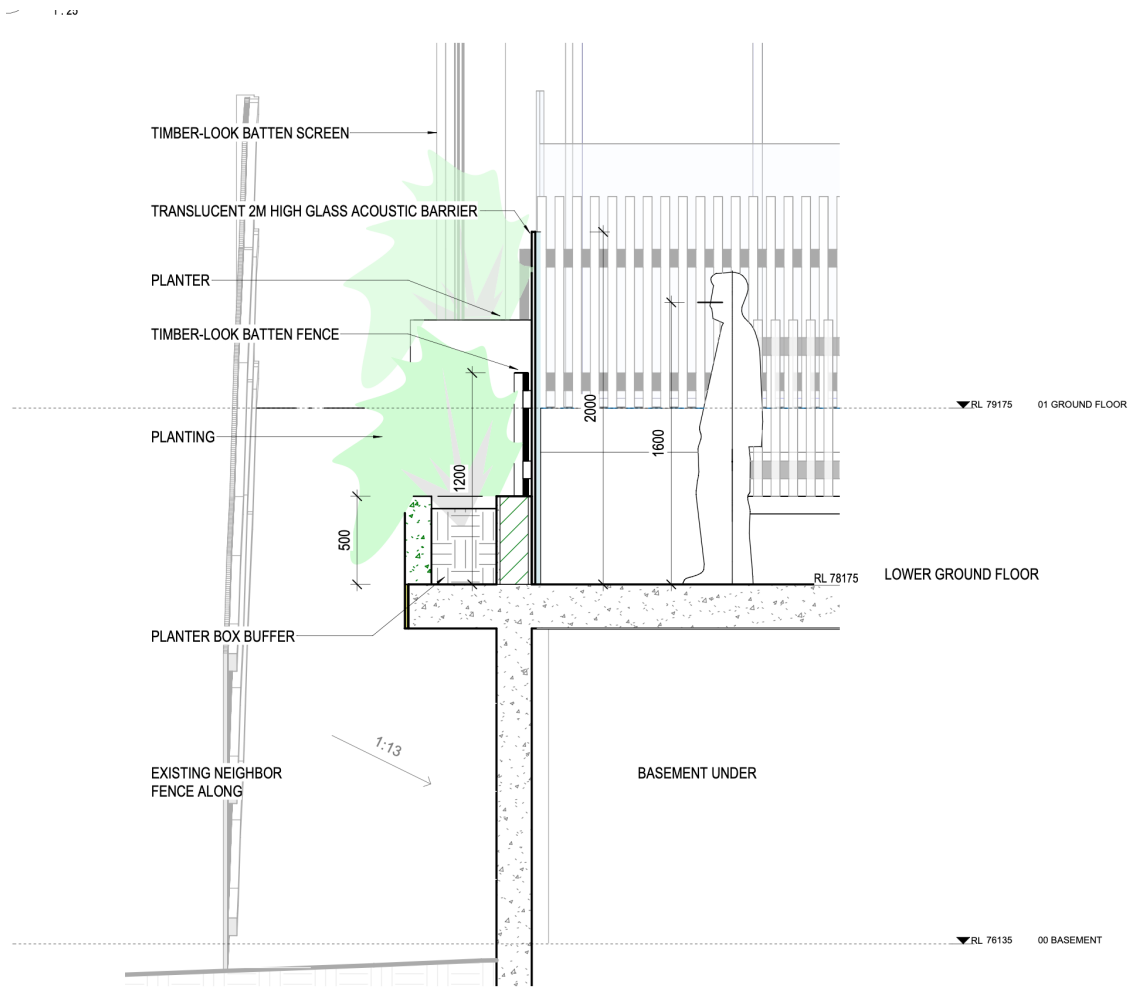 1 : 25
TIMBER-LOOK BATTEN SCREEN
TRANSLUCENT 2M HIGH GLASS ACOUSTIC BARRIER
PLANTER
TIMBER-LOOK BATTEN FENCE
2000
RL 79175 01 GROUND FLOOR
PLANTING
1600
1200
500
RL 78175
LOWER GROUND FLOOR
PLANTER BOX BUFFER
1:13
EXISTING NEIGHBOR
FENCE ALONG
BASEMENT UNDER
RL 76135 00 BASEMENT